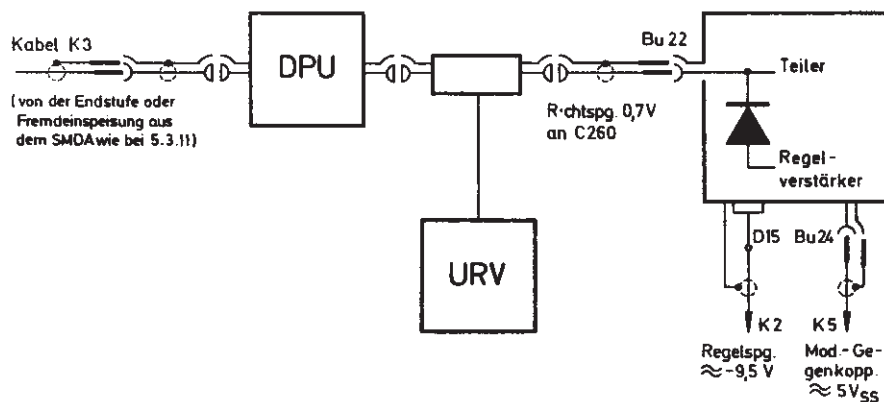 Kabel K3
(von der Endstufe oder
Fremdeinspeisung aus
dem SMDA wie bei 5.3.11)
DPU
URV
Richtspg. 0,7V
an C260
Bu 22
Teiler
Regel-
verstärker
D15
Bu24
K2
Regelspg.
≈ -9,5 V
K5
Mod.-Ge-
genkopp.
≈ 5VSS